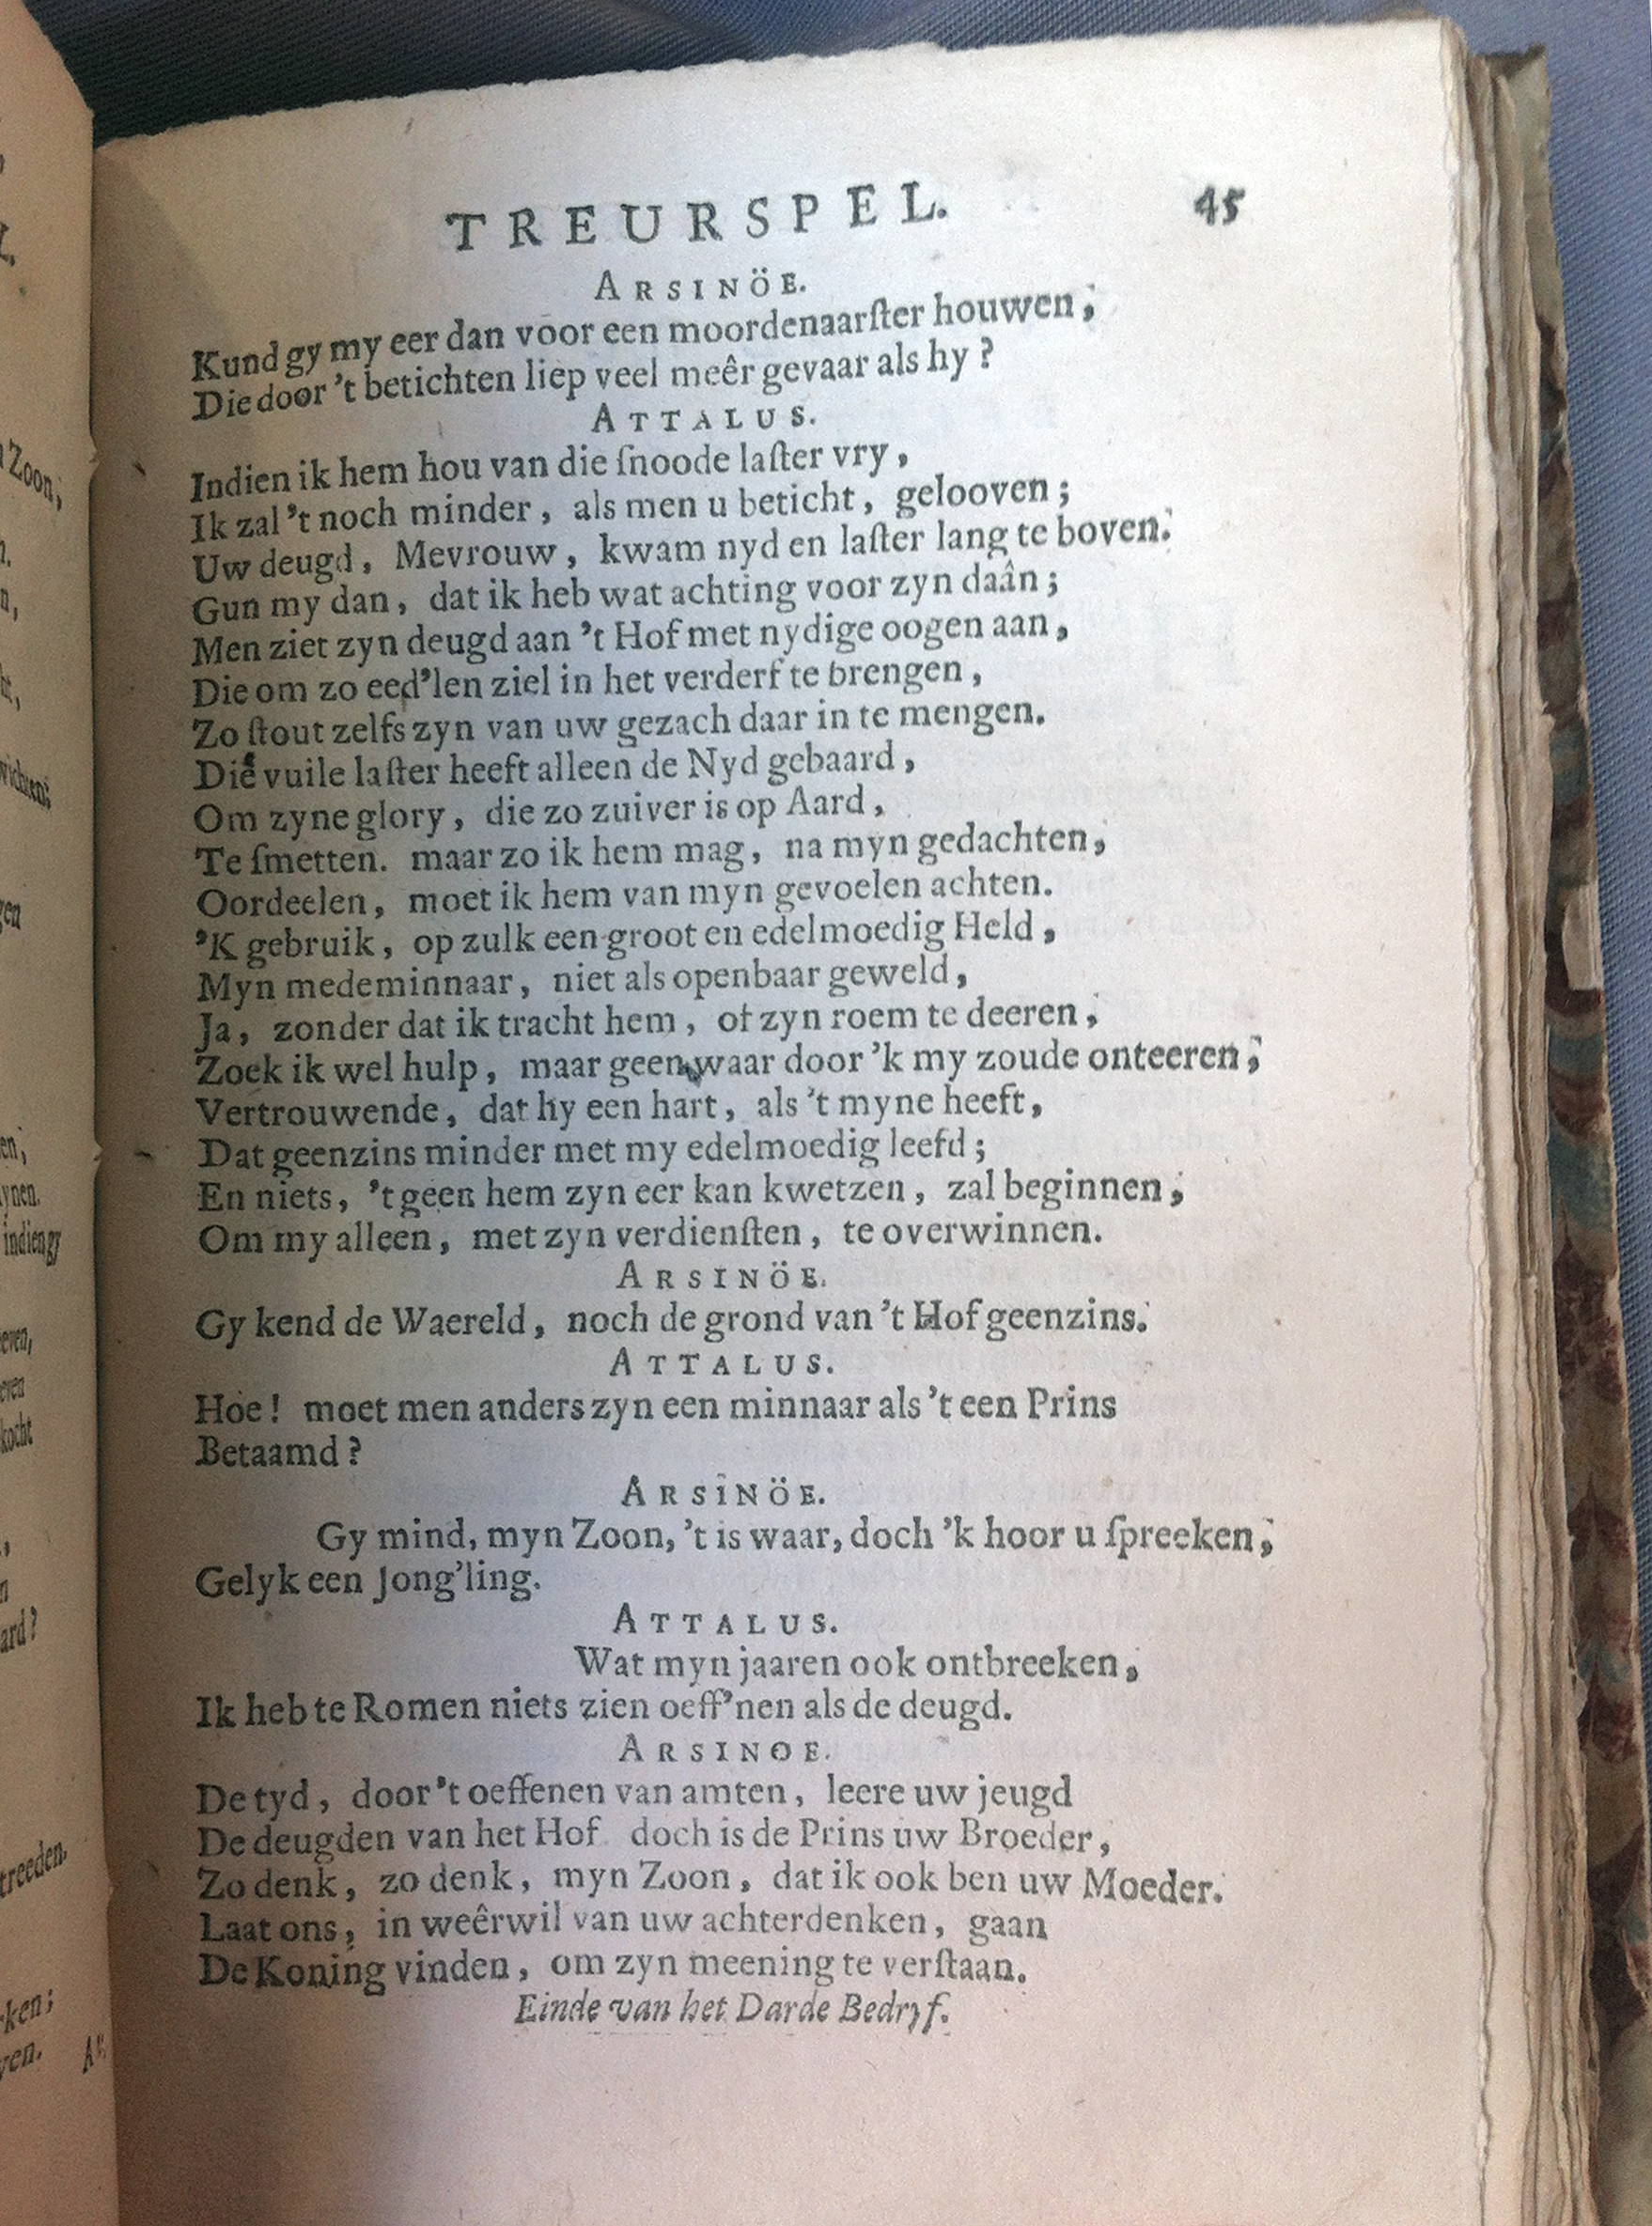 TREURSPEL. 45
ARSINÖE.
Kund gy my eer dan voor een moordenaarſter houwen,
Die door 't betichten liep veel meêr gevaar als hy?
ATTALUS.
Indien ik hem hou van die ſnoode laſter vry,
Ik zal 't noch minder, als men u beticht, gelooven;
Uw deugd, Mevrouw, kwam nyd en laſter lang te boven.
Gun my dan, dat ik heb wat achting voor zyn daân;
Men ziet zyn deugd aan 't Hof met nydige oogen aan,
Die om zo eed'len ziel in het verderf te brengen,
Zo ſtout zelfs zyn van uw gezach daar in te mengen.
Die vuile laſter heeft alleen de Nyd gebaard,
Om zyne glory, die zo zuiver is op Aard,
Te ſmetten. maar zo ik hem mag, na myn gedachten,
Oordeelen, moet ik hem van myn gevoelen achten.
'K gebruik, op zulk een groot en edelmoedig Held,
Myn medeminnaar, niet als openbaar geweld,
Ja, zonder dat ik tracht hem, of zyn roem te deeren,
Zoek ik wel hulp, maar geen waar door 'k my zoude onteeren,
Vertrouwende, dat hy een hart, als 't myne heeft,
Dat geenzins minder met my edelmoedig leefd;
En niets, 't geen hem zyn eer kan kwetzen, zal beginnen,
Om my alleen, met zyn verdienſten, te overwinnen.
ARSINÖE.
Gy kend de Waereld, noch de grond van 't Hof geenzins.
ATTALUS.
Hoe! moet men anders zyn een minnaar als 't een Prins
Betaamd?
ARSINÖE.
Gy mind, myn Zoon, 't is waar, doch 'k hoor u ſpreeken,
Gelyk een Jong'ling.
ATTALUS.
Wat myn jaaren ook ontbreeken,
Ik heb te Romen niets zien oeff'nen als de deugd.
ARSINOE.
De tyd, door 't oeffenen van amten, leere uw jeugd
De deugden van het Hof doch is de Prins uw Broeder,
Zo denk, zo denk, myn Zoon, dat ik ook ben uw Moeder.
Laat ons, in weêrwil van uw achterdenken, gaan
De Koning vinden, om zyn meening te verſtaan.
Einde van het Darde Bedryf.